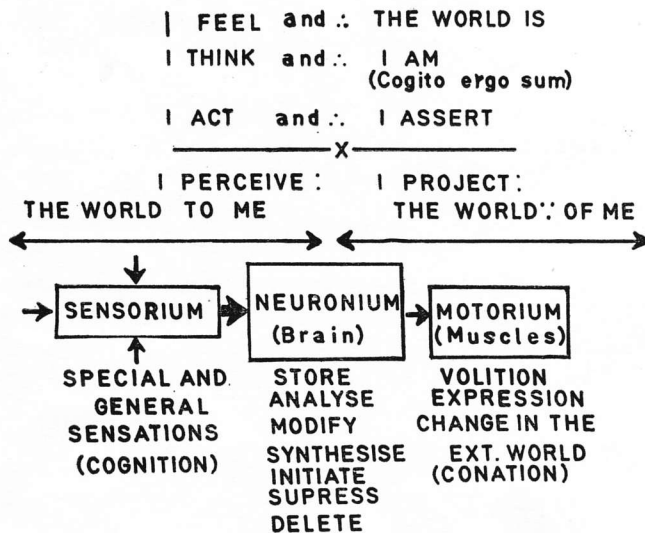 I FEEL and ∴ THE WORLD IS
I THINK and ∴ I AM
(Cogito ergo sum)
I ACT and ∴ I ASSERT
X
I PERCEIVE : I PROJECT :
THE WORLD TO ME THE WORLD ∵ OF ME
SENSORIUM NEURONIUM MOTORIUM
(Brain) (Muscles)
SPECIAL AND GENERAL SENSATIONS (COGNITION)
STORE
ANALYSE
MODIFY
SYNTHESISE
INITIATE
SUPRESS
DELETE
VOLITION
EXPRESSION
CHANGE IN THE
EXT. WORLD
(CONATION)